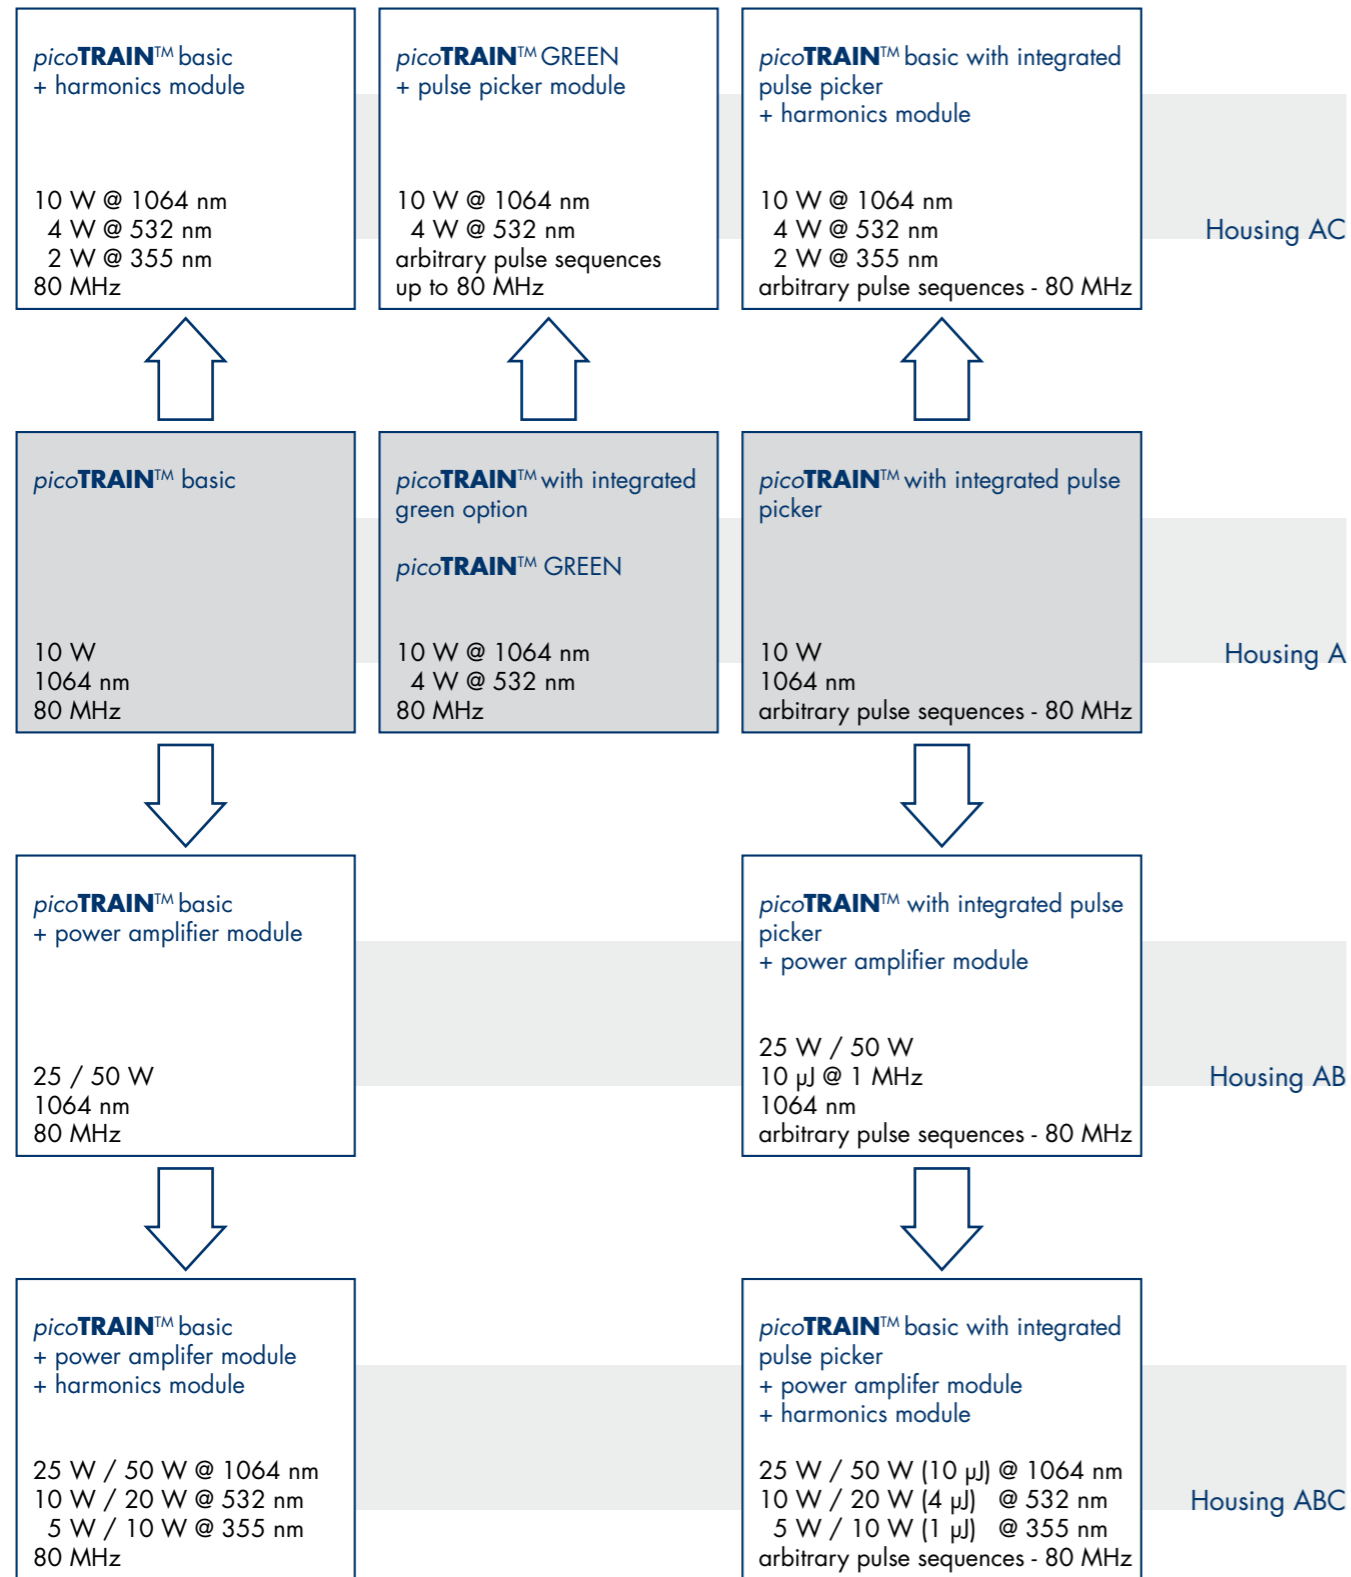 picoTRAIN™ basic
+ harmonics module
10 W @ 1064 nm
4 W @ 532 nm
2 W @ 355 nm
80 MHz
picoTRAIN™ GREEN
+ pulse picker module
10 W @ 1064 nm
4 W @ 532 nm
arbitrary pulse sequences
up to 80 MHz
picoTRAIN™ basic with integrated
pulse picker
+ harmonics module
10 W @ 1064 nm
4 W @ 532 nm
2 W @ 355 nm
arbitrary pulse sequences - 80 MHz
Housing AC
picoTRAIN™ basic
10 W
1064 nm
80 MHz
picoTRAIN™ with integrated
green option
picoTRAIN™ GREEN
10 W @ 1064 nm
4 W @ 532 nm
80 MHz
picoTRAIN™ with integrated pulse
picker
10 W
1064 nm
arbitrary pulse sequences - 80 MHz
Housing A
picoTRAIN™ basic
+ power amplifier module
25 / 50 W
1064 nm
80 MHz
picoTRAIN™ with integrated pulse
picker
+ power amplifier module
25 W / 50 W
10 µJ @ 1 MHz
1064 nm
arbitrary pulse sequences - 80 MHz
Housing AB
picoTRAIN™ basic
+ power amplifer module
+ harmonics module
25 W / 50 W @ 1064 nm
10 W / 20 W @ 532 nm
5 W / 10 W @ 355 nm
80 MHz
picoTRAIN™ basic with integrated
pulse picker
+ power amplifer module
+ harmonics module
25 W / 50 W (10 µJ) @ 1064 nm
10 W / 20 W (4 µJ) @ 532 nm
5 W / 10 W (1 µJ) @ 355 nm
arbitrary pulse sequences - 80 MHz
Housing ABC